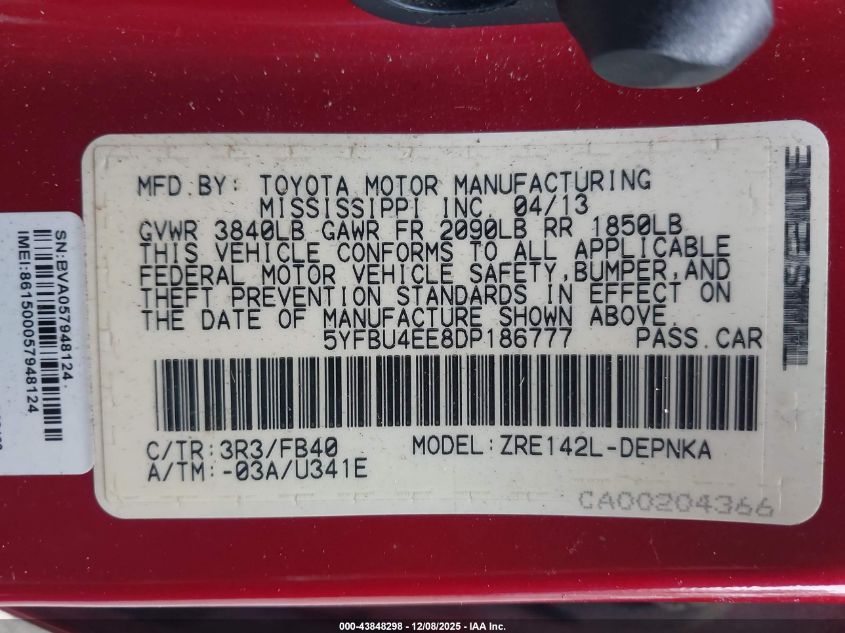 MFD. BY: TOYOTA MOTOR MANUFACTURING
MISSISSIPPI INC. 04/13
GVWR 3840LB GAWR FR 2090LB RR 1850LB
THIS VEHICLE CONFORMS TO ALL APPLICABLE
FEDERAL MOTOR VEHICLE SAFETY,BUMPER,AND
THEFT PREVENTION STANDARDS IN EFFECT ON
THE DATE OF MANUFACTURE SHOWN ABOVE.
5YFBU4EE8DP186777 PASS.CAR
C/TR:3R3/FB40 MODEL:ZRE142L-DEPNKA
A/TM:-03A/U341E
CA00204366
SN:BVA057948124
IMEI:861500057948124
000-43848298 - 12/08/2025 - IAA Inc.